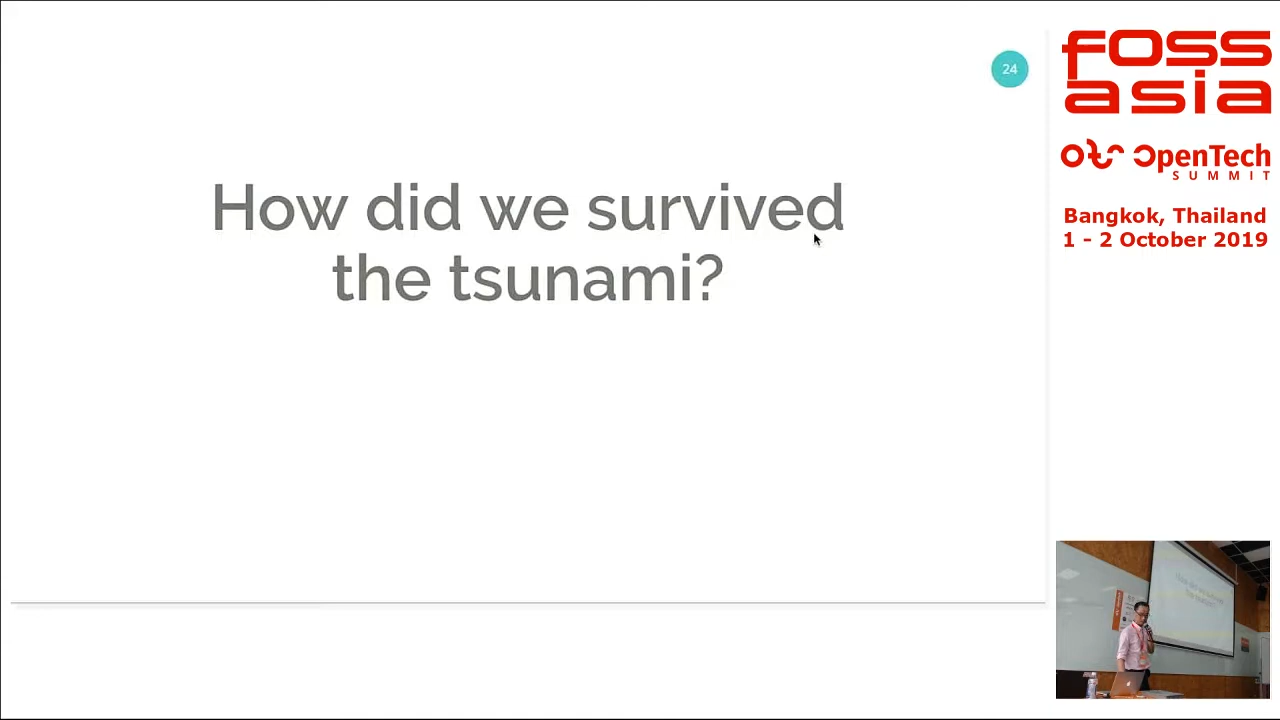 24
How did we survived
the tsunami?
foss
asia
OpenTech
SUMMIT
Bangkok, Thailand
1 - 2 October 2019